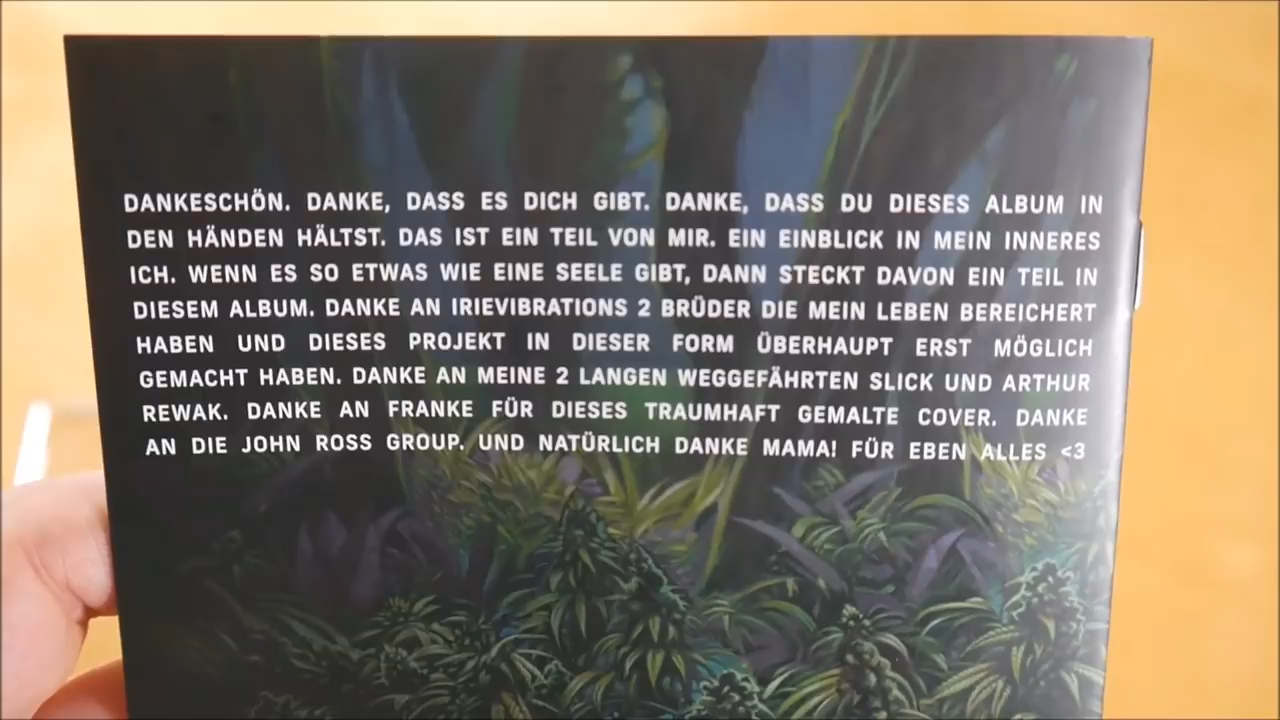 DANKESCHÖN. DANKE, DASS ES DICH GIBT. DANKE, DASS DU DIESES ALBUM IN
DEN HÄNDEN HÄLTST. DAS IST EIN TEIL VON MIR. EIN EINBLICK IN MEIN INNERES
ICH. WENN ES SO ETWAS WIE EINE SEELE GIBT, DANN STECKT DAVON EIN TEIL IN
DIESEM ALBUM. DANKE AN IRIEVIBRATIONS 2 BRÜDER DIE MEIN LEBEN BEREICHERT
HABEN UND DIESES PROJEKT IN DIESER FORM ÜBERHAUPT ERST MÖGLICH
GEMACHT HABEN. DANKE AN MEINE 2 LANGEN WEGGEFÄHRTEN SLICK UND ARTHUR
REWAK. DANKE AN FRANKE FÜR DIESES TRAUMHAFT GEMALTE COVER. DANKE
AN DIE JOHN ROSS GROUP. UND NATÜRLICH DANKE MAMA! FÜR EBEN ALLES <3